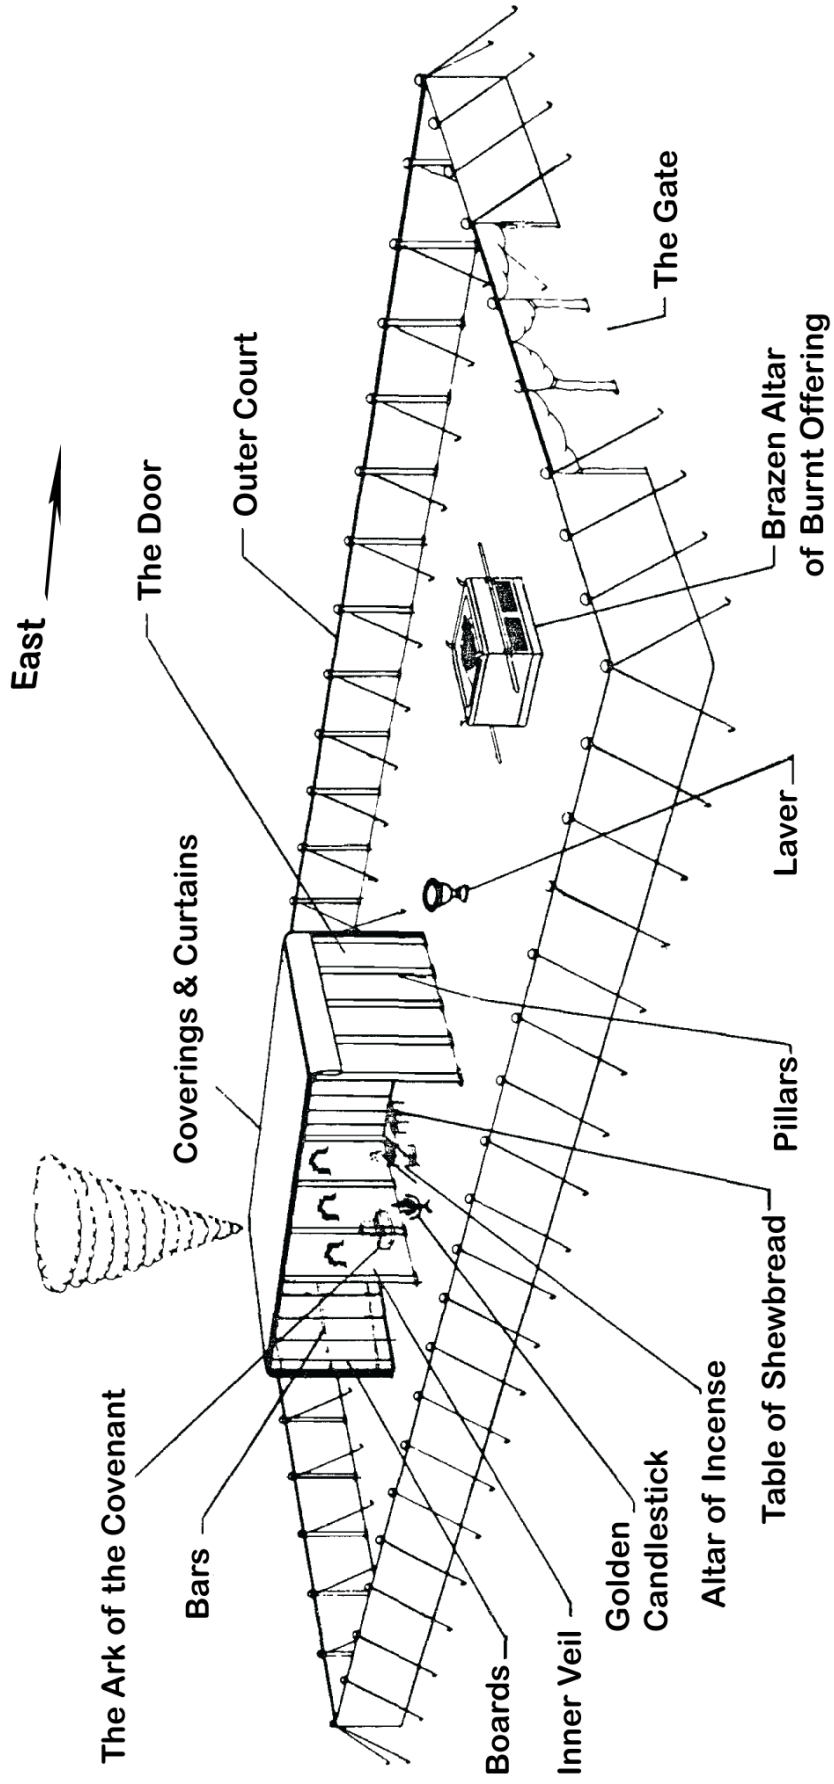 East
The Ark of the Covenant
Coverings & Curtains
The Door
Bars
Outer Court
Boards
Inner Veil
Golden
Candlestick
Altar of Incense
Table of Shewbread
Pillars
Laver
Brazen Altar
of Burnt Offering
The Gate